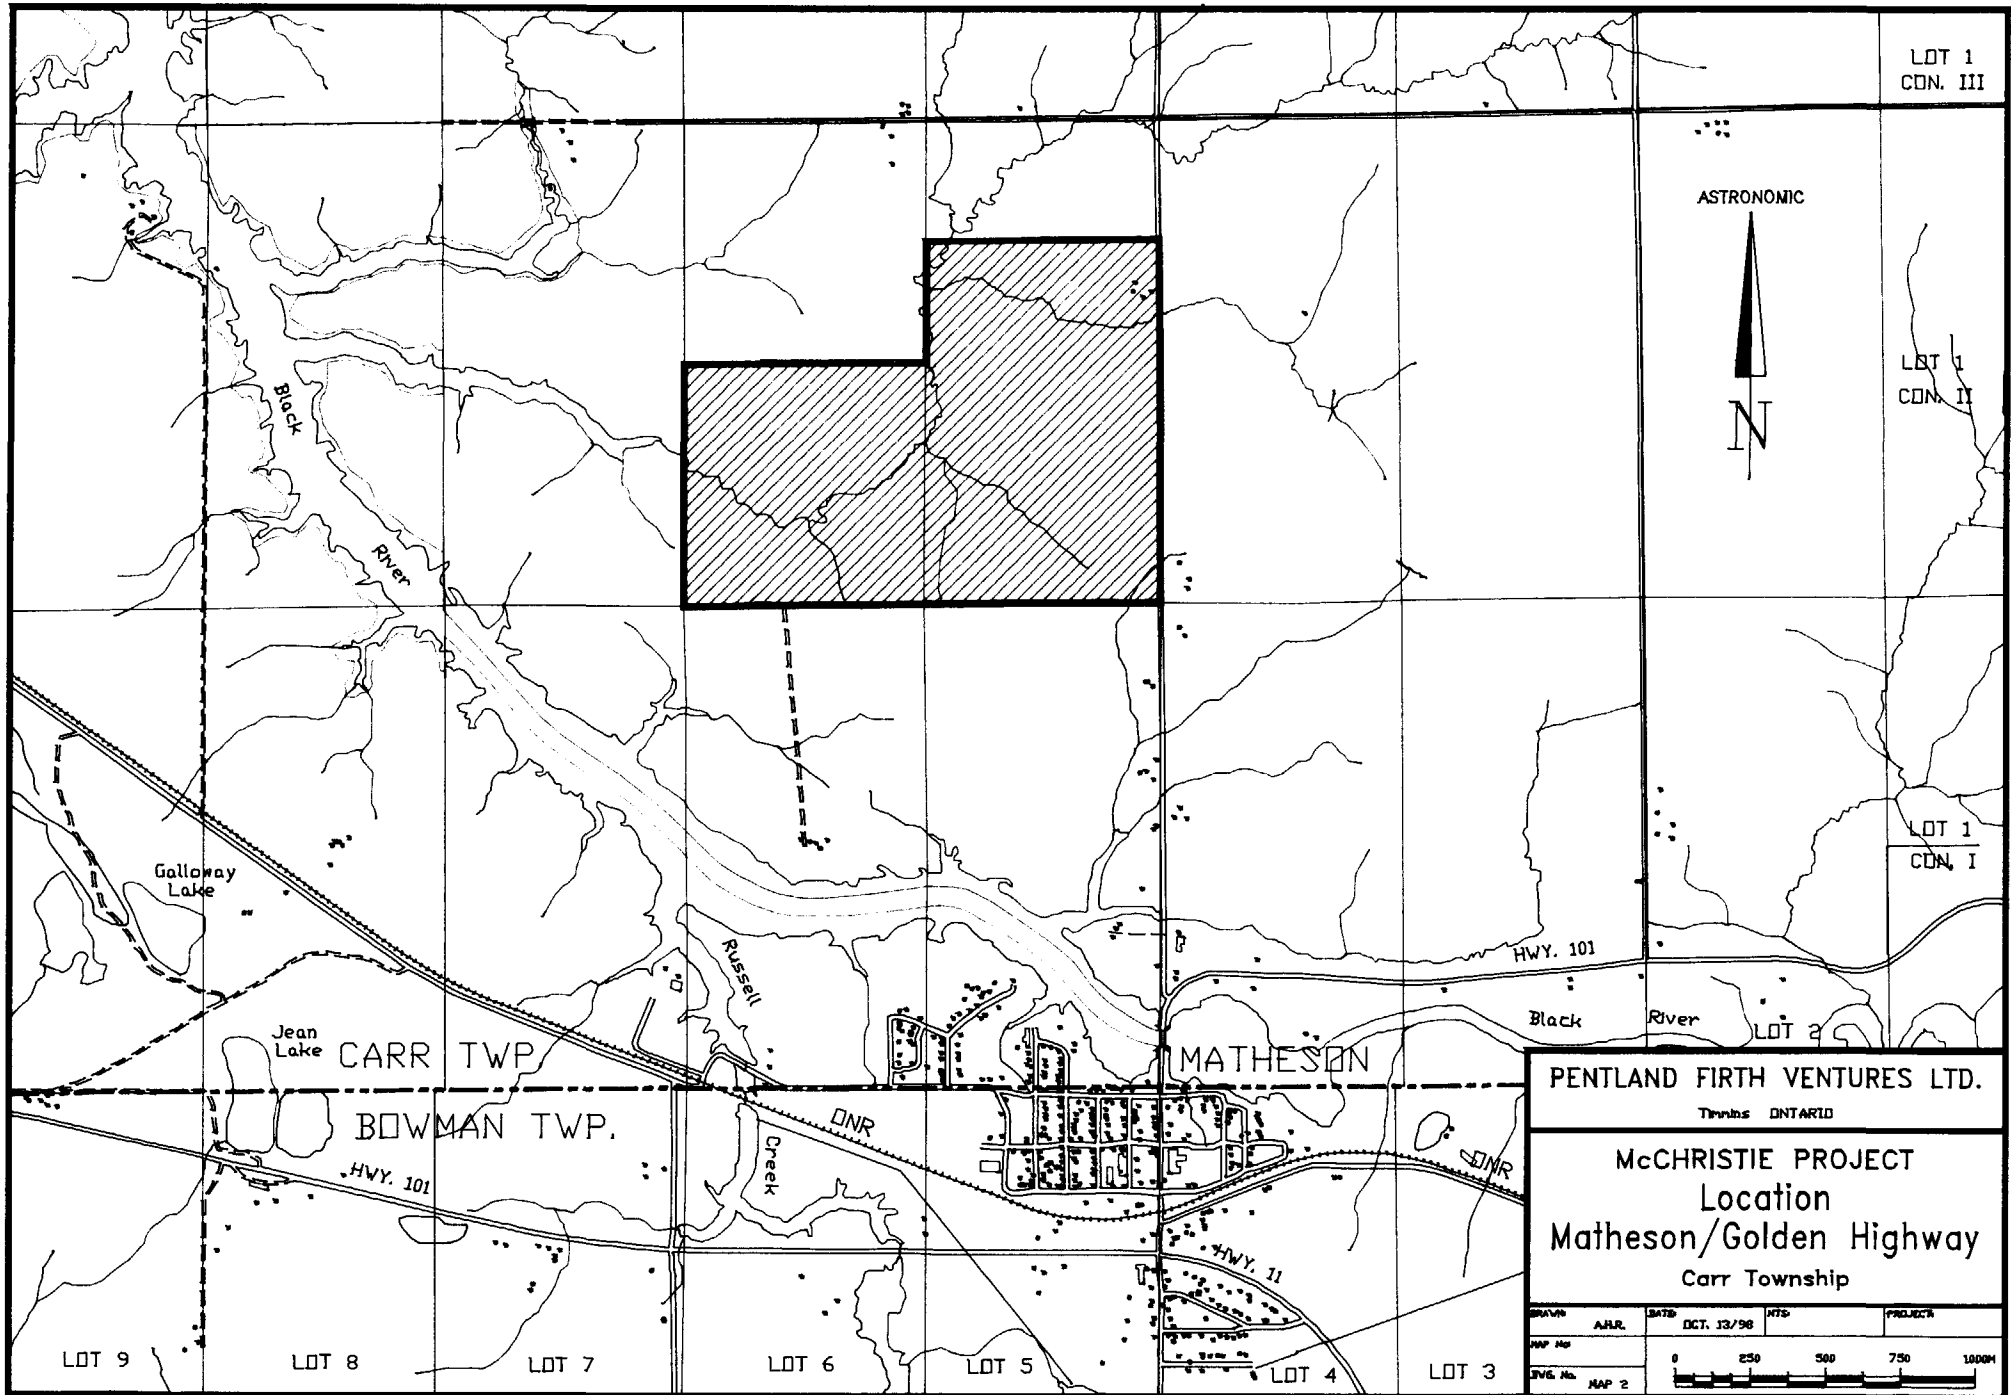 LOT 1
CON. III
ASTRONOMIC
N
LOT 1
CON. II
Black
River
LOT 1
CON. I
Galloway
Lake
Russell
HWY. 101
Black River
LOT 2
Jean
Lake
CARR TWP
MATHESON
BOWMAN TWP.
ONR
Creek
HWY. 101
ONR
HWY. 11
LOT 9
LOT 8
LOT 7
LOT 6
LOT 5
LOT 4
LOT 3
PENTLAND FIRTH VENTURES LTD.
Timmins ONTARIO
McCHRISTIE PROJECT
Location
Matheson/Golden Highway
Carr Township
DRAWN: A.H.R.
DATE: OCT. 13/98
NTS:
PROJECT:
MAP No:
DWG. No. MAP 2
0 250 500 750 1000M